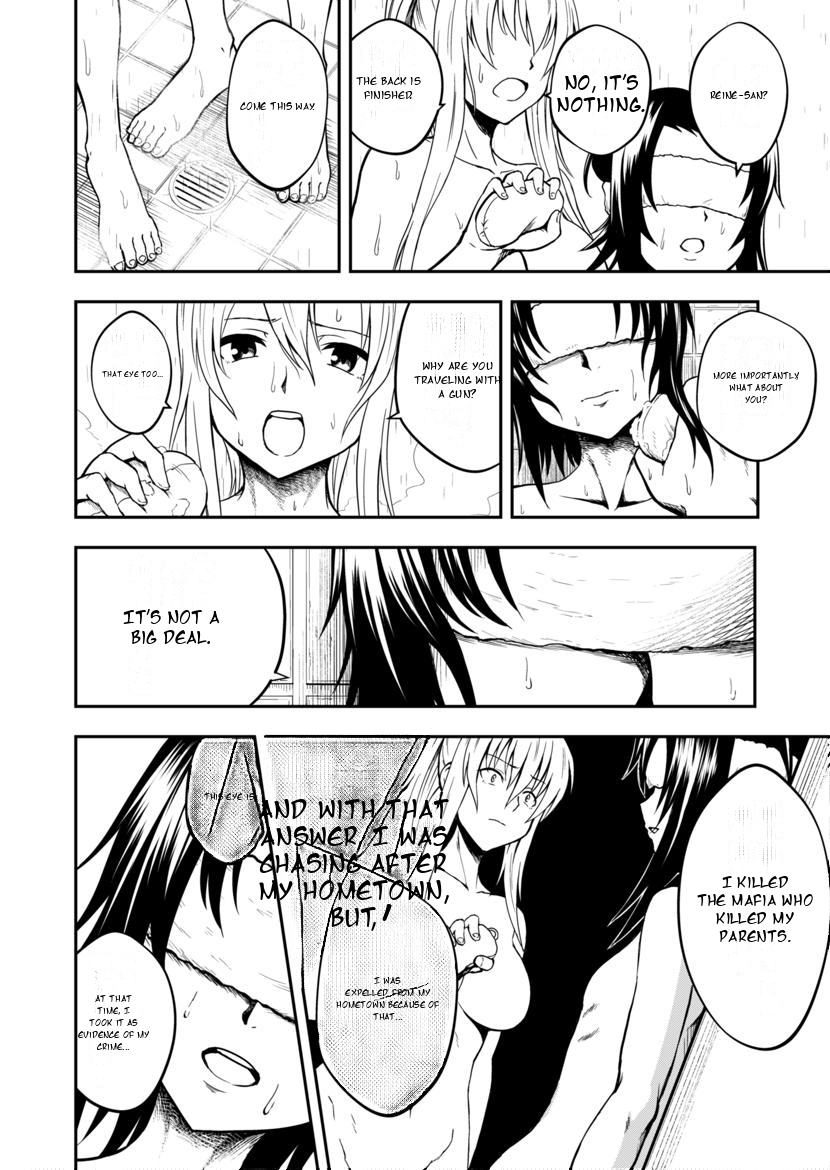 REINE-SAN?
NO, IT'S
NOTHING.
THE BACK IS
FINISHER
COME THIS WAY.
MORE IMPORTANTLY
WHAT ABOUT
YOU?
WHY ARE YOU
TRAVELING WITH
A GUN?
THAT EYE TOO...
IT'S NOT A
BIG DEAL.
I KILLED
THE MAFIA WHO
KILLED MY
PARENTS.
AND WITH THAT
ANSWER, I WAS
CHASING AFTER
MY HOMETOWN,
BUT,
I WAS
EXPELLED FROM MY
HOMETOWN BECAUSE OF
THAT...
THIS EYE IS
AT THAT
TIME, I
TOOK IT AS
EVIDENCE OF MY
CRIME...